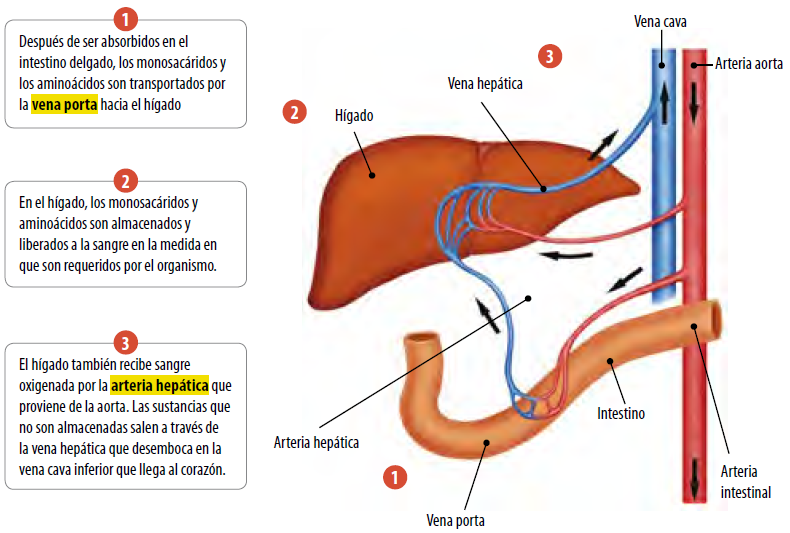 1
Después de ser absorbidos en el
intestino delgado, los monosacáridos y
los aminoácidos son transportados por
la vena porta hacia el hígado
2
En el hígado, los monosacáridos y
aminoácidos son almacenados y
liberados a la sangre en la medida en
que son requeridos por el organismo.
3
El hígado también recibe sangre
oxigenada por la arteria hepática que
proviene de la aorta. Las sustancias que
no son almacenadas salen a través de
la vena hepática que desemboca en la
vena cava inferior que llega al corazón.
Vena cava
3
Arteria aorta
Vena hepática
2
Hígado
Intestino
Arteria hepática
1
Arteria
intestinal
Vena porta